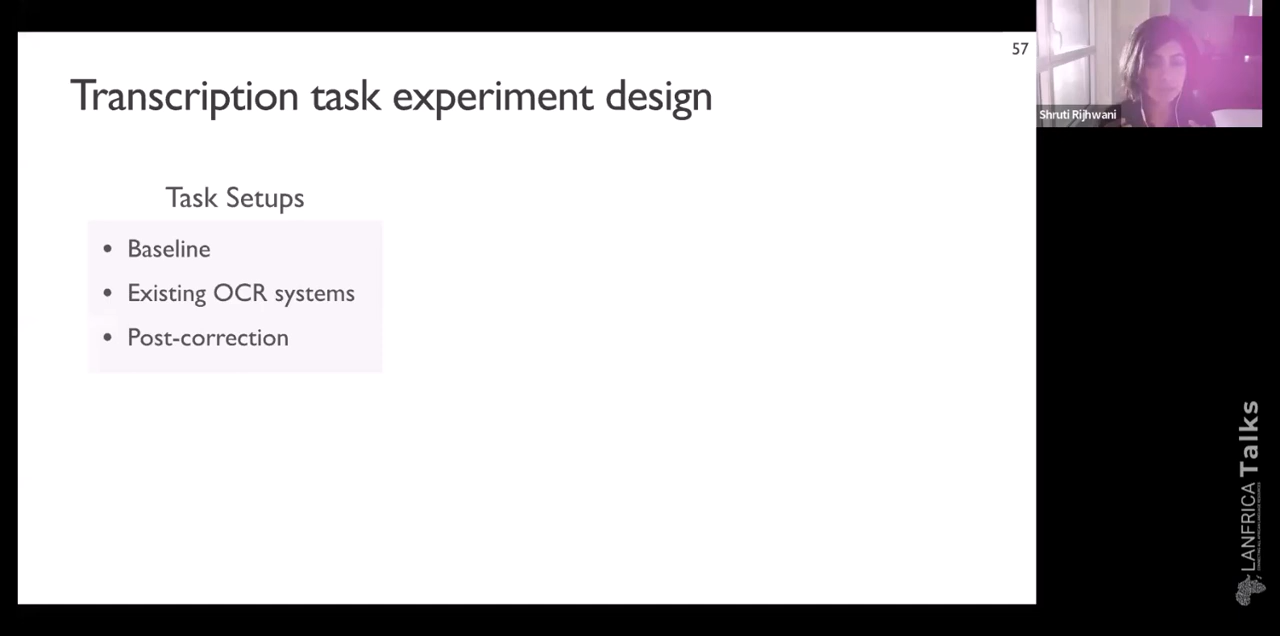 57
Transcription task experiment design
Task Setups
• Baseline
• Existing OCR systems
• Post-correction
Shruti Rijhwani
LANFRICA Talks